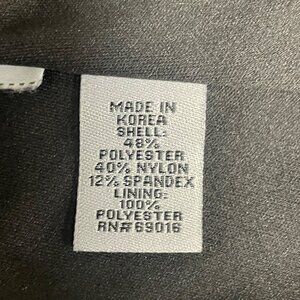 MADE IN
KOREA
SHELL:
48%
POLYESTER
40% NYLON
12% SPANDEX
LINING:
100%
POLYESTER
RN#69016